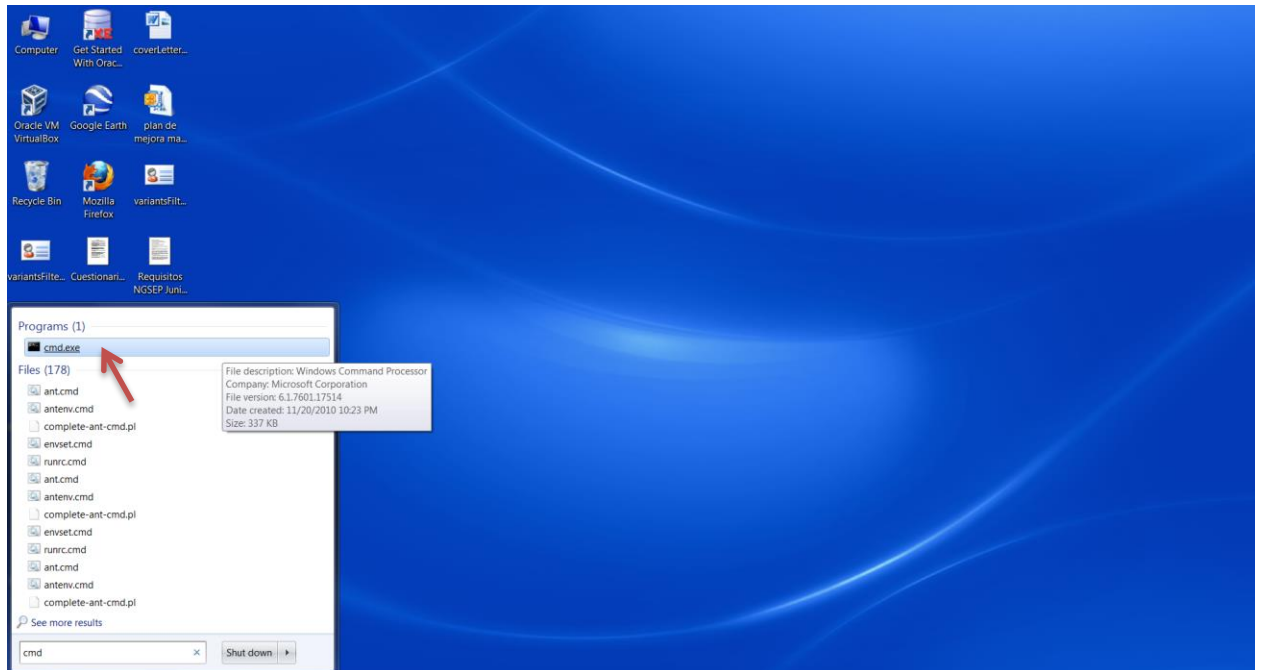 Computer
Get Started
With Orac...
coverLetter...
Oracle VM
VirtualBox
Google Earth
plan de
mejora ma...
Recycle Bin
Mozilla
Firefox
variantsFilt...
variantsFilte...
Cuestionari...
Requisitos
NGSEP Juni...
Programs (1)
cmd.exe
File description: Windows Command Processor
Company: Microsoft Corporation
File version: 6.1.7601.17514
Date created: 11/20/2010 10:23 PM
Size: 337 KB
Files (178)
ant.cmd
antenv.cmd
complete-ant-cmd.pl
envset.cmd
runrc.cmd
ant.cmd
antenv.cmd
complete-ant-cmd.pl
envset.cmd
runrc.cmd
ant.cmd
antenv.cmd
complete-ant-cmd.pl
See more results
cmd
Shut down